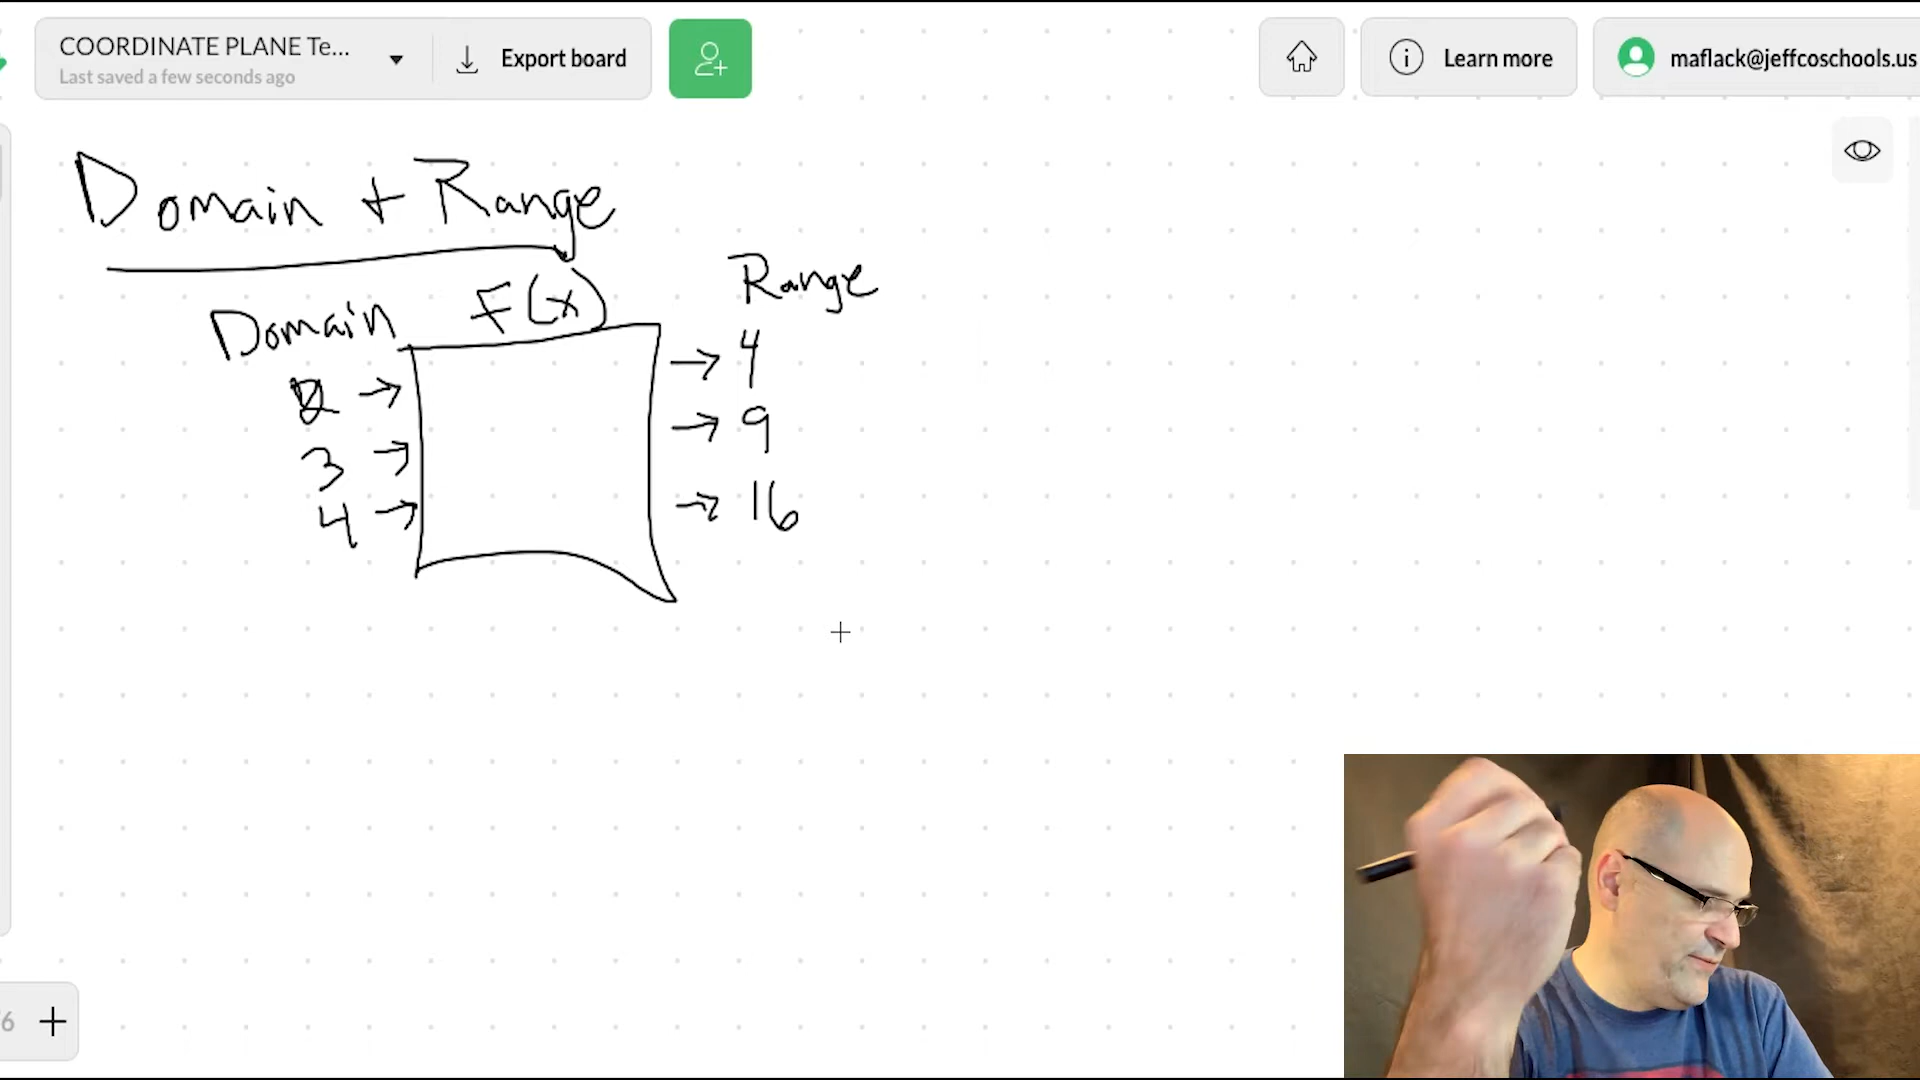 COORDINATE PLANE Te...
Last saved a few seconds ago
Export board
Learn more
maflack@jeffcoschools.us
Domain + Range
Domain F(x) Range
2 → → 4
3 → → 9
4 → → 16
6 +